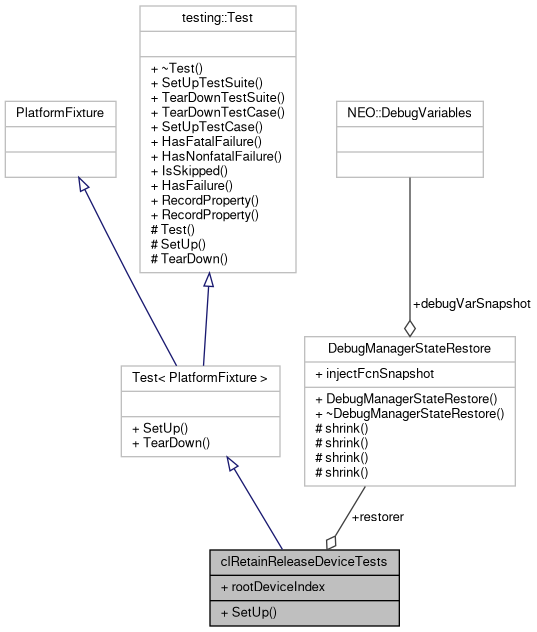 testing::Test
+ ~Test()
+ SetUpTestSuite()
+ TearDownTestSuite()
+ TearDownTestCase()
+ SetUpTestCase()
+ HasFatalFailure()
+ HasNonfatalFailure()
+ IsSkipped()
+ HasFailure()
+ RecordProperty()
+ RecordProperty()
# Test()
# SetUp()
# TearDown()
PlatformFixture
NEO::DebugVariables
+debugVarSnapshot
Test< PlatformFixture >
+ SetUp()
+ TearDown()
DebugManagerStateRestore
+ injectFcnSnapshot
+ DebugManagerStateRestore()
+ ~DebugManagerStateRestore()
# shrink()
# shrink()
# shrink()
# shrink()
+restorer
clRetainReleaseDeviceTests
+ rootDeviceIndex
+ SetUp()